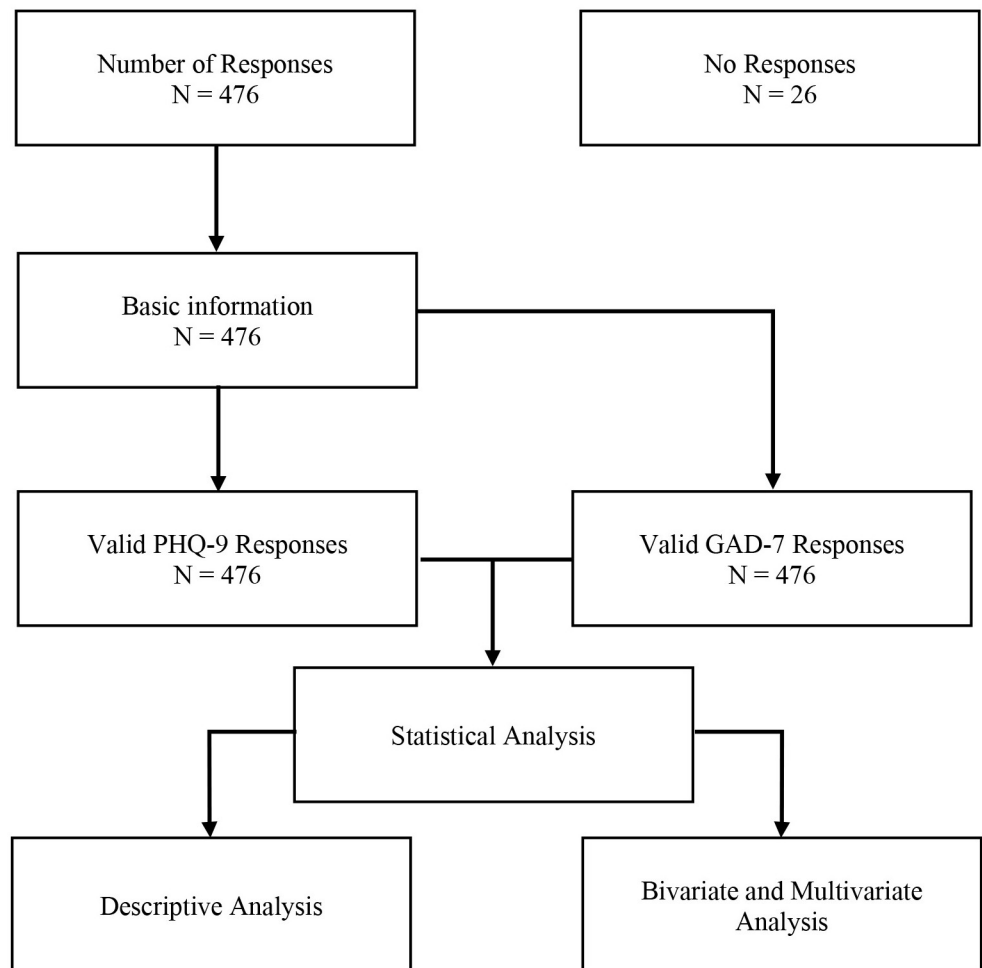 Number of Responses
N = 476
No Responses
N = 26
Basic information
N = 476
Valid PHQ-9 Responses
N = 476
Valid GAD-7 Responses
N = 476
Statistical Analysis
Descriptive Analysis
Bivariate and Multivariate
Analysis